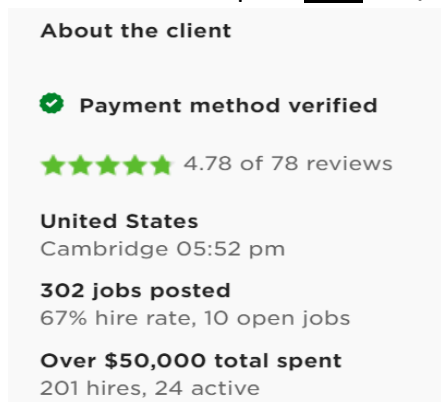 About the client
Payment method verified
4.78 of 78 reviews
United States
Cambridge 05:52 pm
302 jobs posted
67% hire rate, 10 open jobs
Over $50,000 total spent
201 hires, 24 active